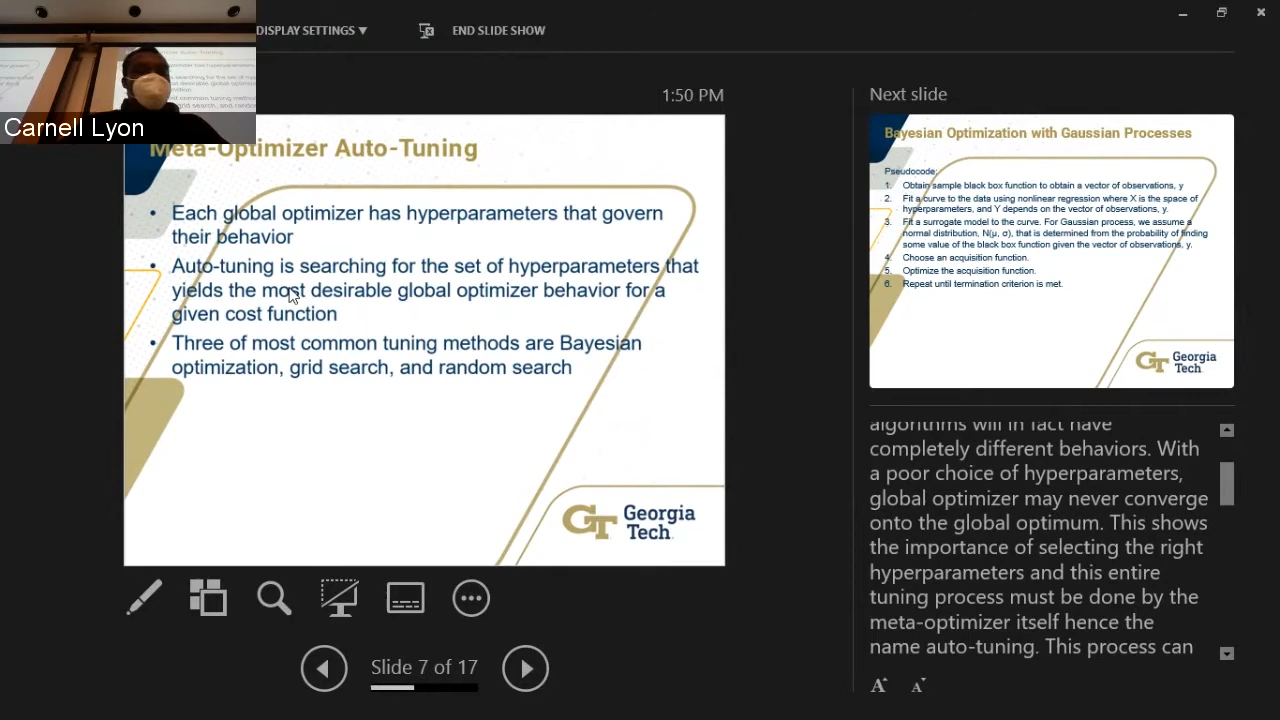 DISPLAY SETTINGS ▼
END SLIDE SHOW
Carnell Lyon
1:50 PM
Meta-Optimizer Auto-Tuning
• Each global optimizer has hyperparameters that govern
their behavior
• Auto-tuning is searching for the set of hyperparameters that
yields the most desirable global optimizer behavior for a
given cost function
• Three of most common tuning methods are Bayesian
optimization, grid search, and random search
GT Georgia
Tech
Slide 7 of 17
Next slide
Bayesian Optimization with Gaussian Processes
Pseudocode:
1. Obtain sample black box function to obtain a vector of observations, y
2. Fit a curve to the data using nonlinear regression where X is the space of
hyperparameters, and Y depends on the vector of observations, y.
3. Fit a surrogate model to the curve. For Gaussian process, we assume a
normal distribution, N(μ, σ), that is determined from the probability of finding
some value of the black box function given the vector of observations, y.
4. Choose an acquisition function.
5. Optimize the acquisition function.
6. Repeat until termination criterion is met.
GT Georgia
Tech
algorithms will in fact have
completely different behaviors. With
a poor choice of hyperparameters,
global optimizer may never converge
onto the global optimum. This shows
the importance of selecting the right
hyperparameters and this entire
tuning process must be done by the
meta-optimizer itself hence the
name auto-tuning. This process can
A A